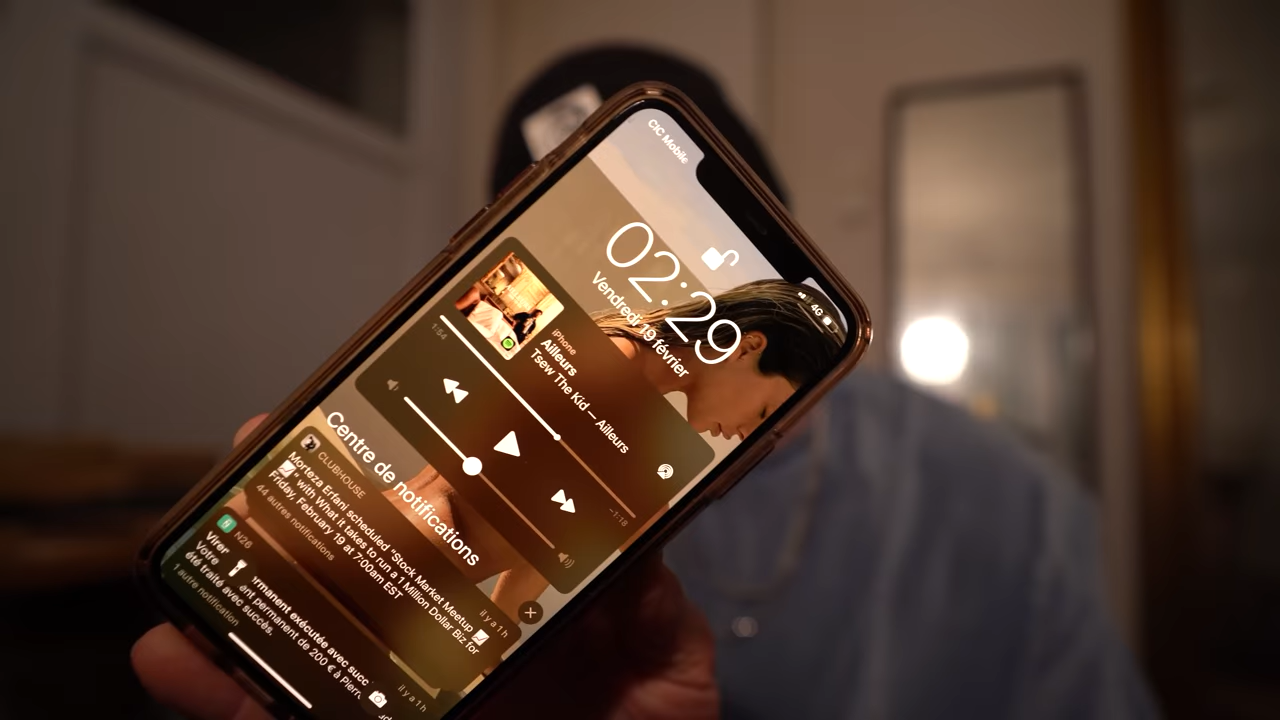 CIC Mobile
4G
02:29
Vendredi 19 février
iPhone
Ailleurs
Tsew The Kid — Ailleurs
1:54
-1:18
Centre de notifications
CLUBHOUSE
il y a 1 h
Morteza Erfani scheduled "Stock Market Meetup
" with What it takes to run a 1 Million Dollar Biz for
Friday, February 19 at 7:00am EST
44 autres notifications
N26
il y a 1 h
Virer rmanent exécutée avec succ
Votre ent permanent de 200 € à Pierr
été traité avec succès.
1 autre notification